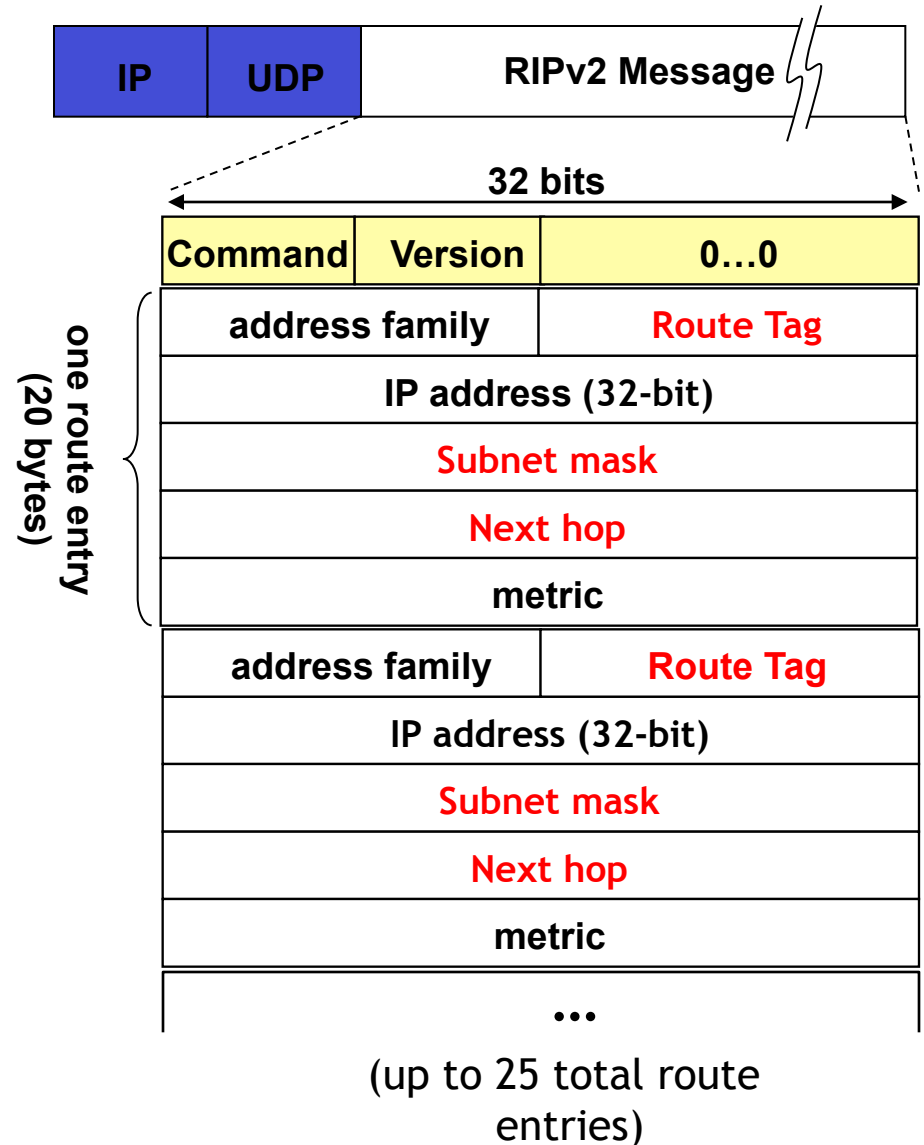 IP UDP RIPv2 Message
32 bits
Command Version 0...0
one route entry
(20 bytes)
address family Route Tag
IP address (32-bit)
Subnet mask
Next hop
metric
address family Route Tag
IP address (32-bit)
Subnet mask
Next hop
metric
...
(up to 25 total route
entries)